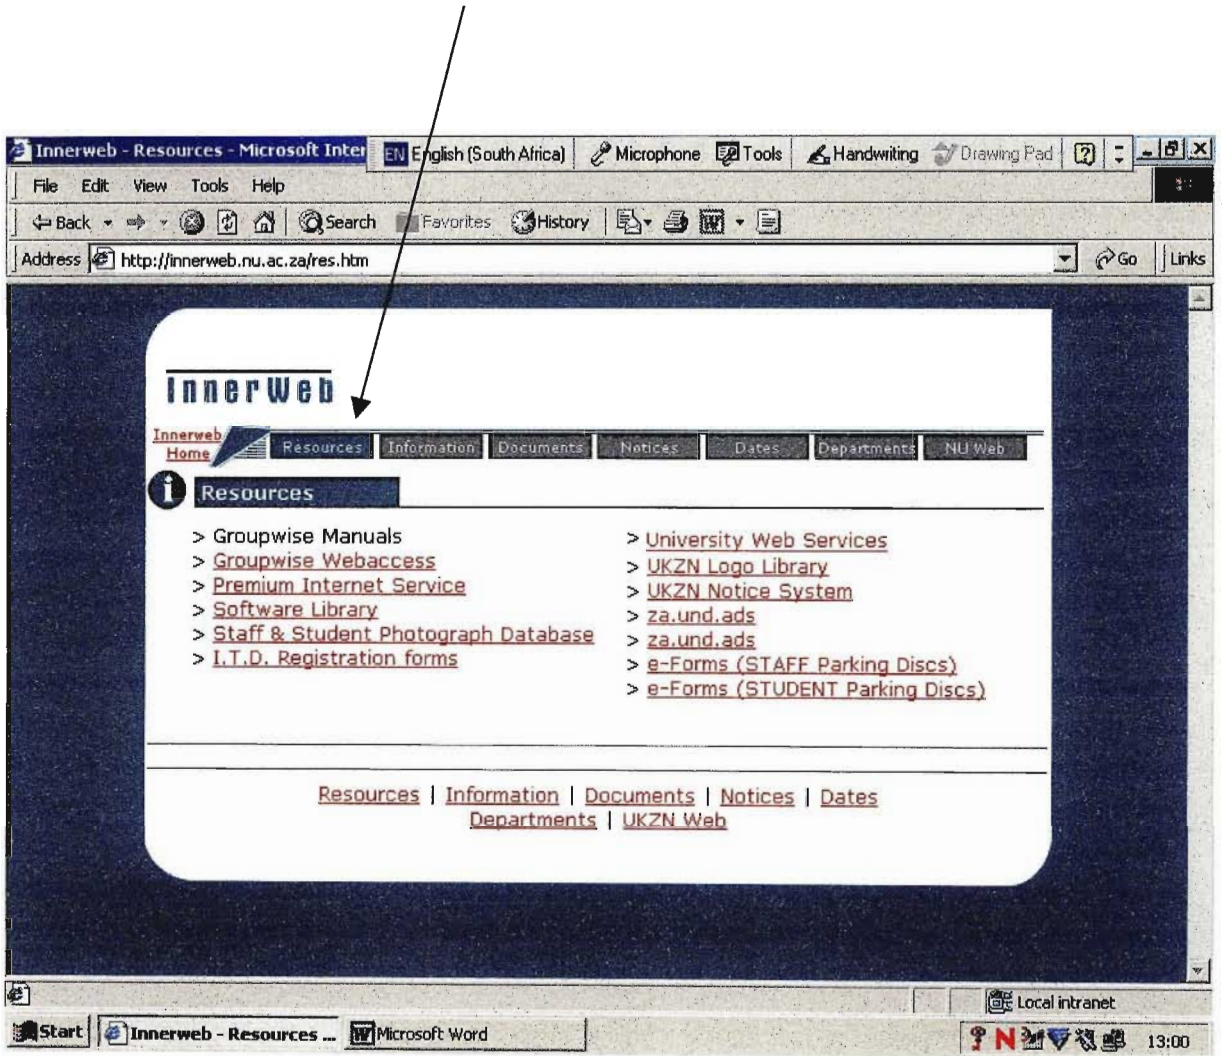 Innerweb - Resources - Microsoft Inter EN English (South Africa) Microphone Tools Handwriting Drawing Pad
File Edit View Tools Help
Back Search Favorites History
Address http://innerweb.nu.ac.za/res.htm Go Links
InnerWeb
Innerweb Home Resources Information Documents Notices Dates Departments NU Web
Resources
> Groupwise Manuals
> Groupwise Webaccess
> Premium Internet Service
> Software Library
> Staff & Student Photograph Database
> I.T.D. Registration forms
> University Web Services
> UKZN Logo Library
> UKZN Notice System
> za.und.ads
> za.und.ads
> e-Forms (STAFF Parking Discs)
> e-Forms (STUDENT Parking Discs)
Resources | Information | Documents | Notices | Dates
Departments | UKZN Web
Local intranet
Start Innerweb - Resources ... Microsoft Word 13:00